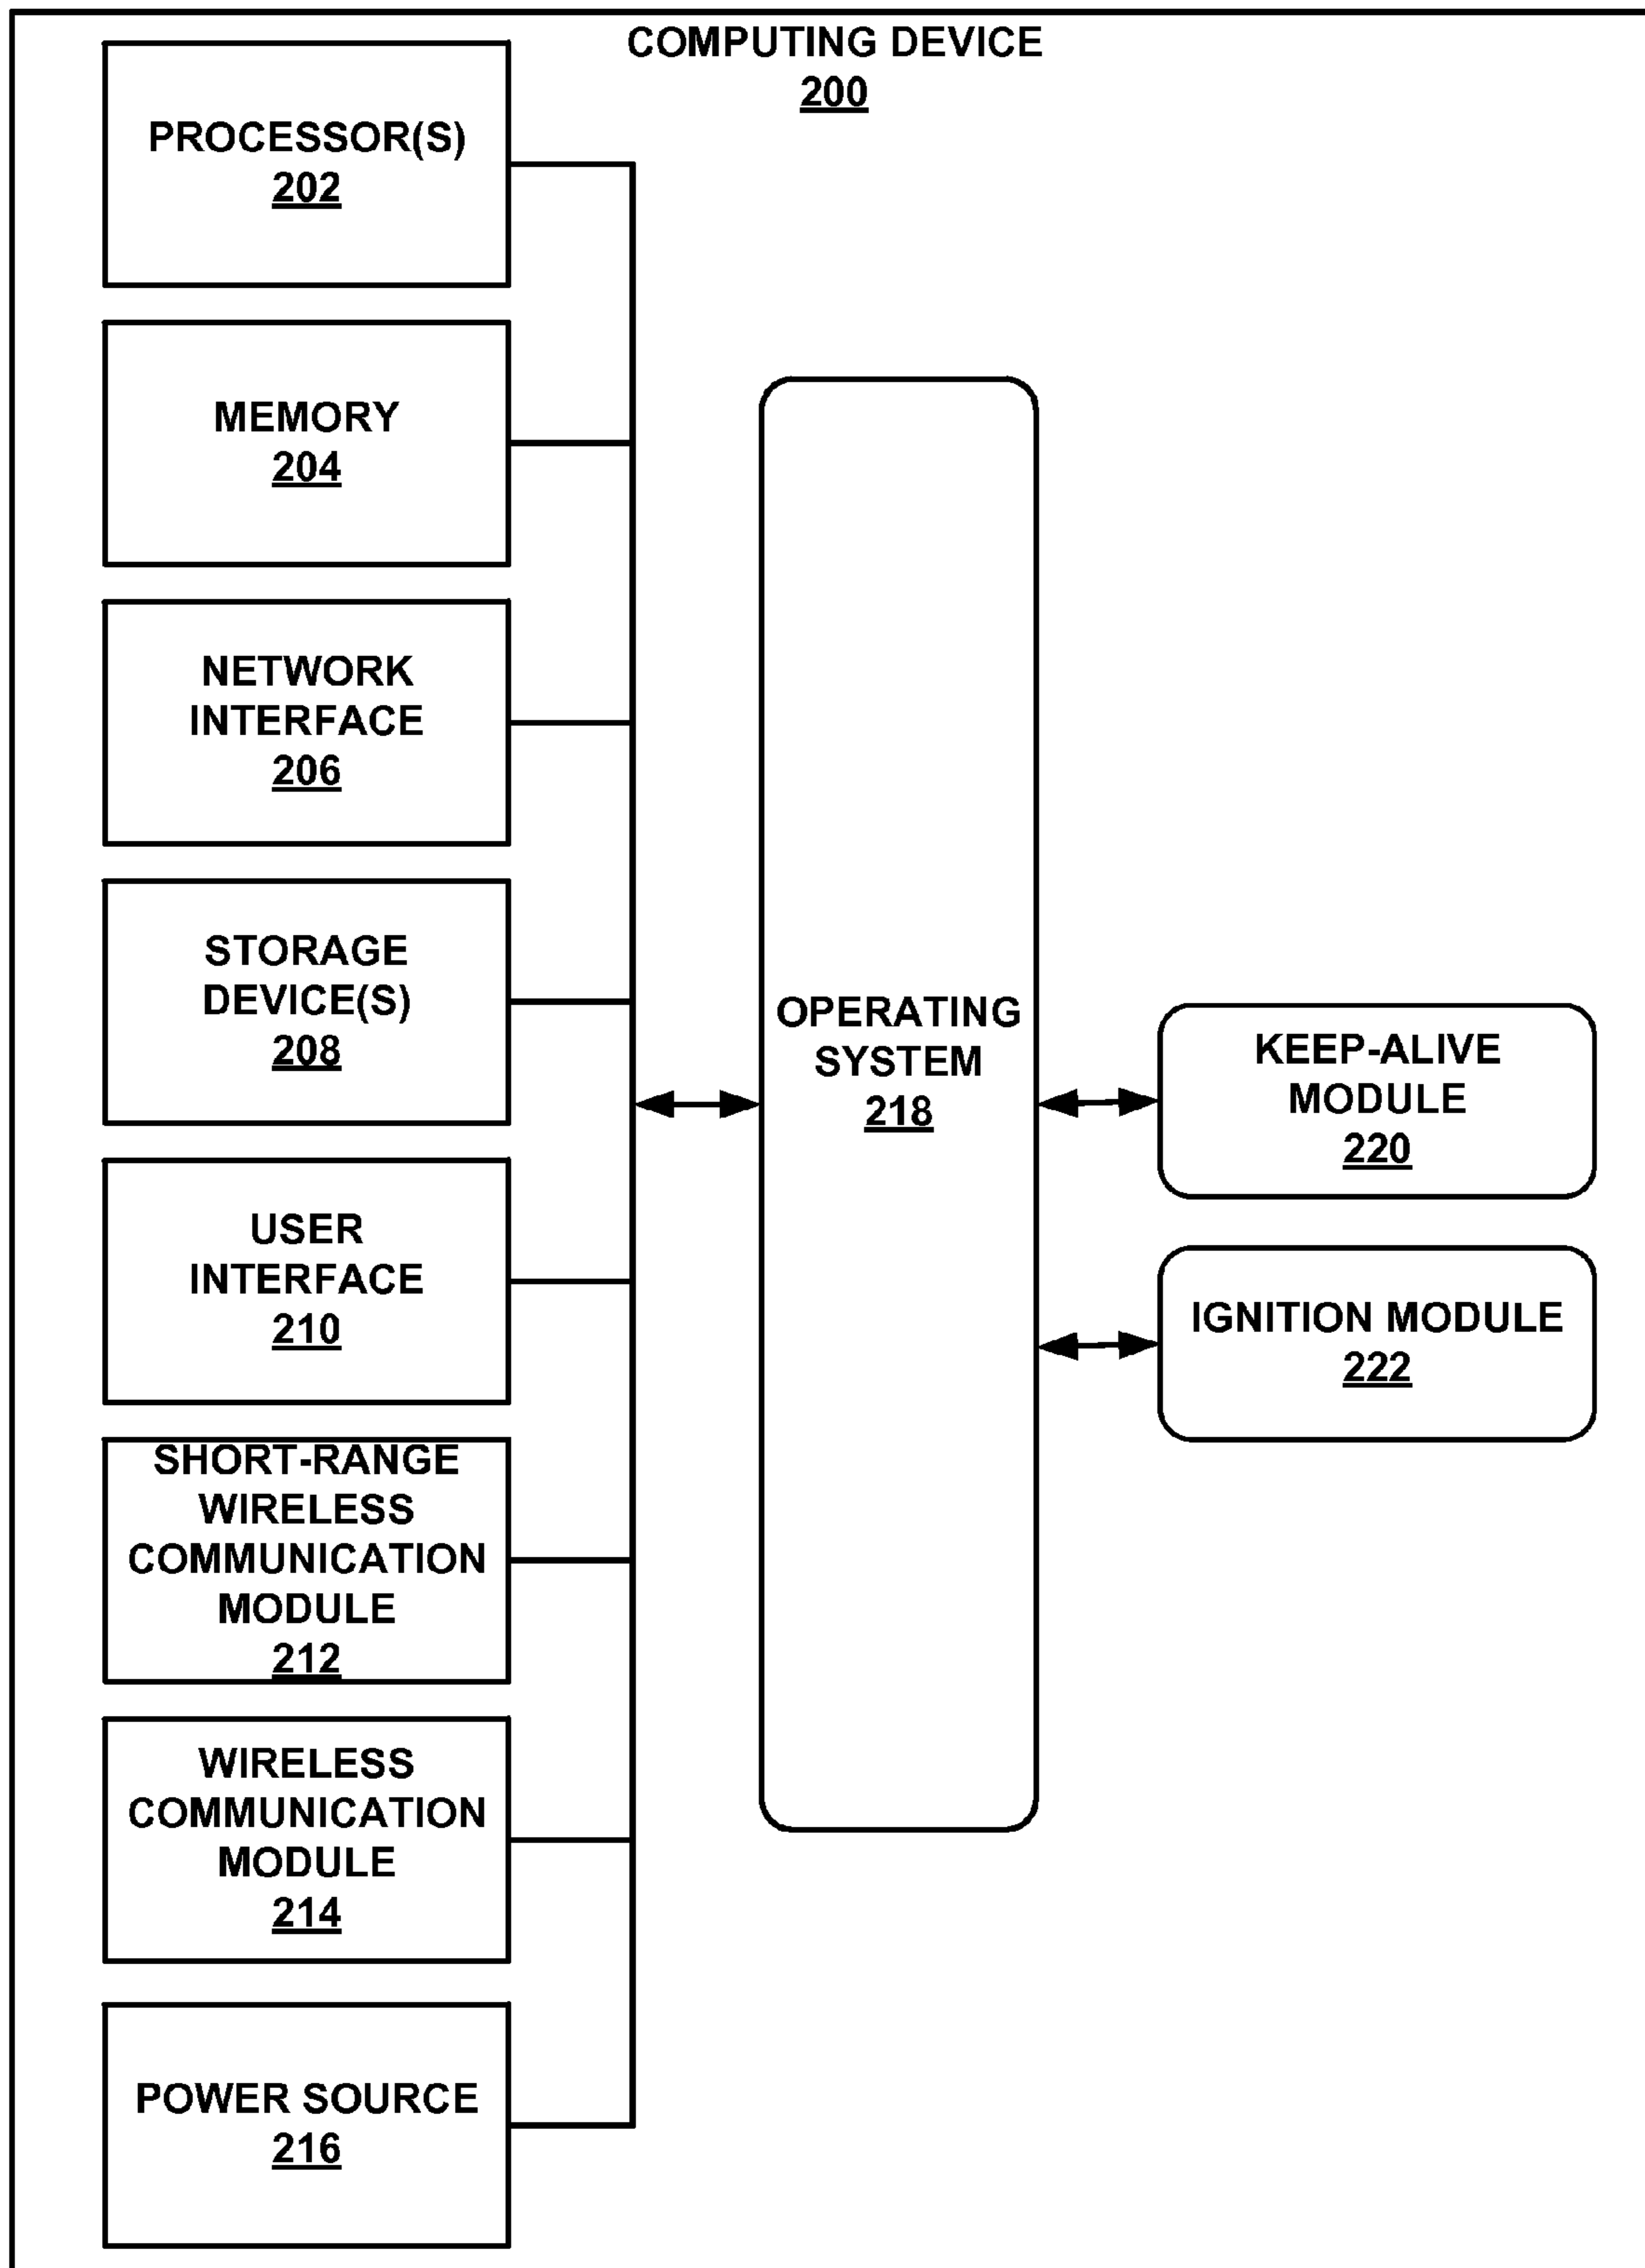 COMPUTING DEVICE
200
PROCESSOR(S)
202
MEMORY
204
NETWORK
INTERFACE
206
STORAGE
DEVICE(S)
208
USER
INTERFACE
210
SHORT-RANGE
WIRELESS
COMMUNICATION
MODULE
212
WIRELESS
COMMUNICATION
MODULE
214
POWER SOURCE
216
OPERATING
SYSTEM
218
KEEP-ALIVE
MODULE
220
IGNITION MODULE
222